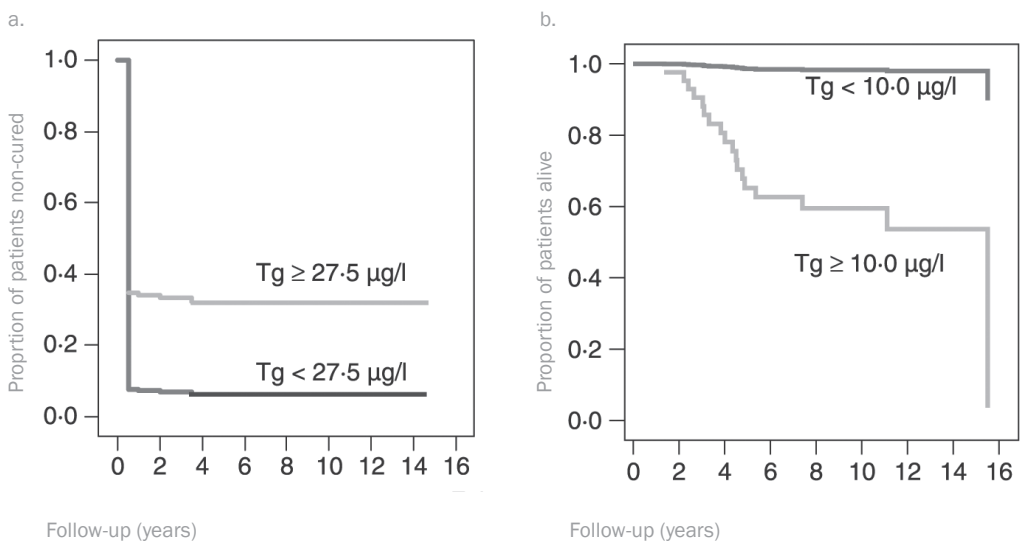 a.
Proprtion of patients non-cured
1·0
0·8
0·6
0·4
0·2
0·0
Tg ≥ 27·5 µg/l
Tg < 27·5 µg/l
0 2 4 6 8 10 12 14 16
Follow-up (years)
b.
Proportion of patients alive
1·0
0·8
0·6
0·4
0·2
0·0
Tg < 10·0 µg/l
Tg ≥ 10·0 µg/l
0 2 4 6 8 10 12 14 16
Follow-up (years)